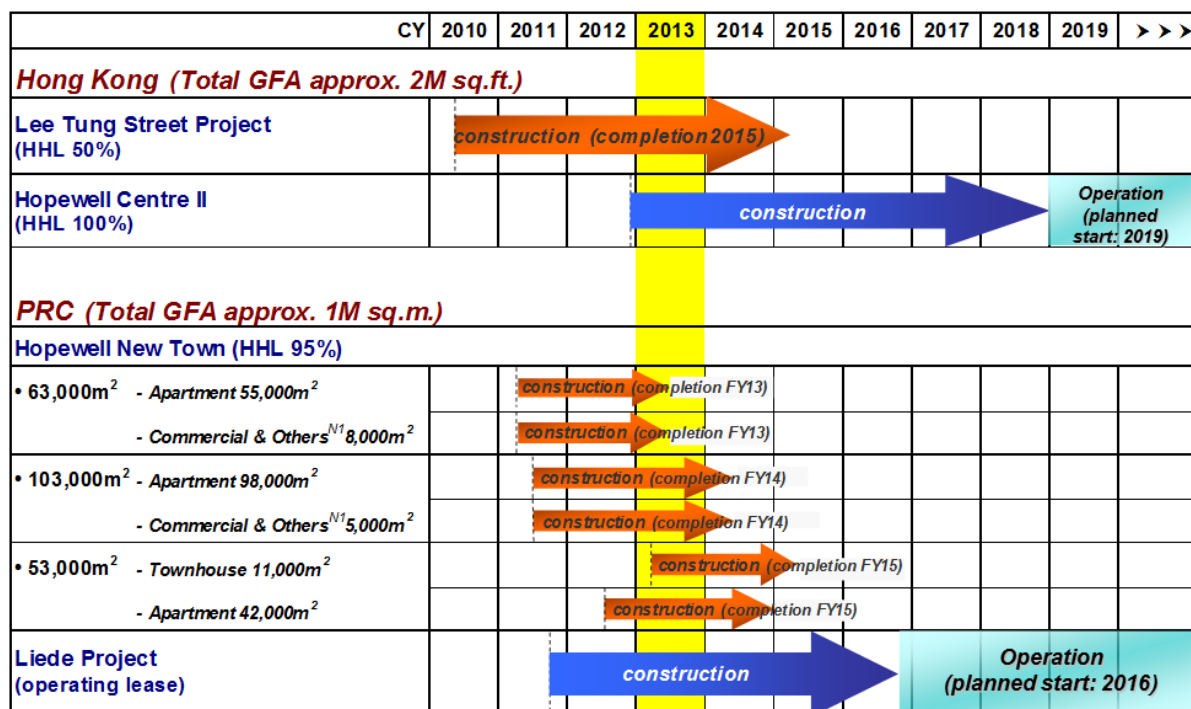 CY 2010 2011 2012 2013 2014 2015 2016 2017 2018 2019 ➤ ➤ ➤
Hong Kong (Total GFA approx. 2M sq.ft.)
Lee Tung Street Project
(HHL 50%)
construction (completion 2015)
Hopewell Centre II
(HHL 100%)
construction
Operation
(planned
start: 2019)
PRC (Total GFA approx. 1M sq.m.)
Hopewell New Town (HHL 95%)
• 63,000m² - Apartment 55,000m² construction (completion FY13)
- Commercial & Othersᴺ¹ 8,000m² construction (completion FY13)
• 103,000m² - Apartment 98,000m² construction (completion FY14)
- Commercial & Othersᴺ¹ 5,000m² construction (completion FY14)
• 53,000m² - Townhouse 11,000m² construction (completion FY15)
- Apartment 42,000m² construction (completion FY15)
Liede Project
(operating lease)
construction
Operation
(planned start: 2016)